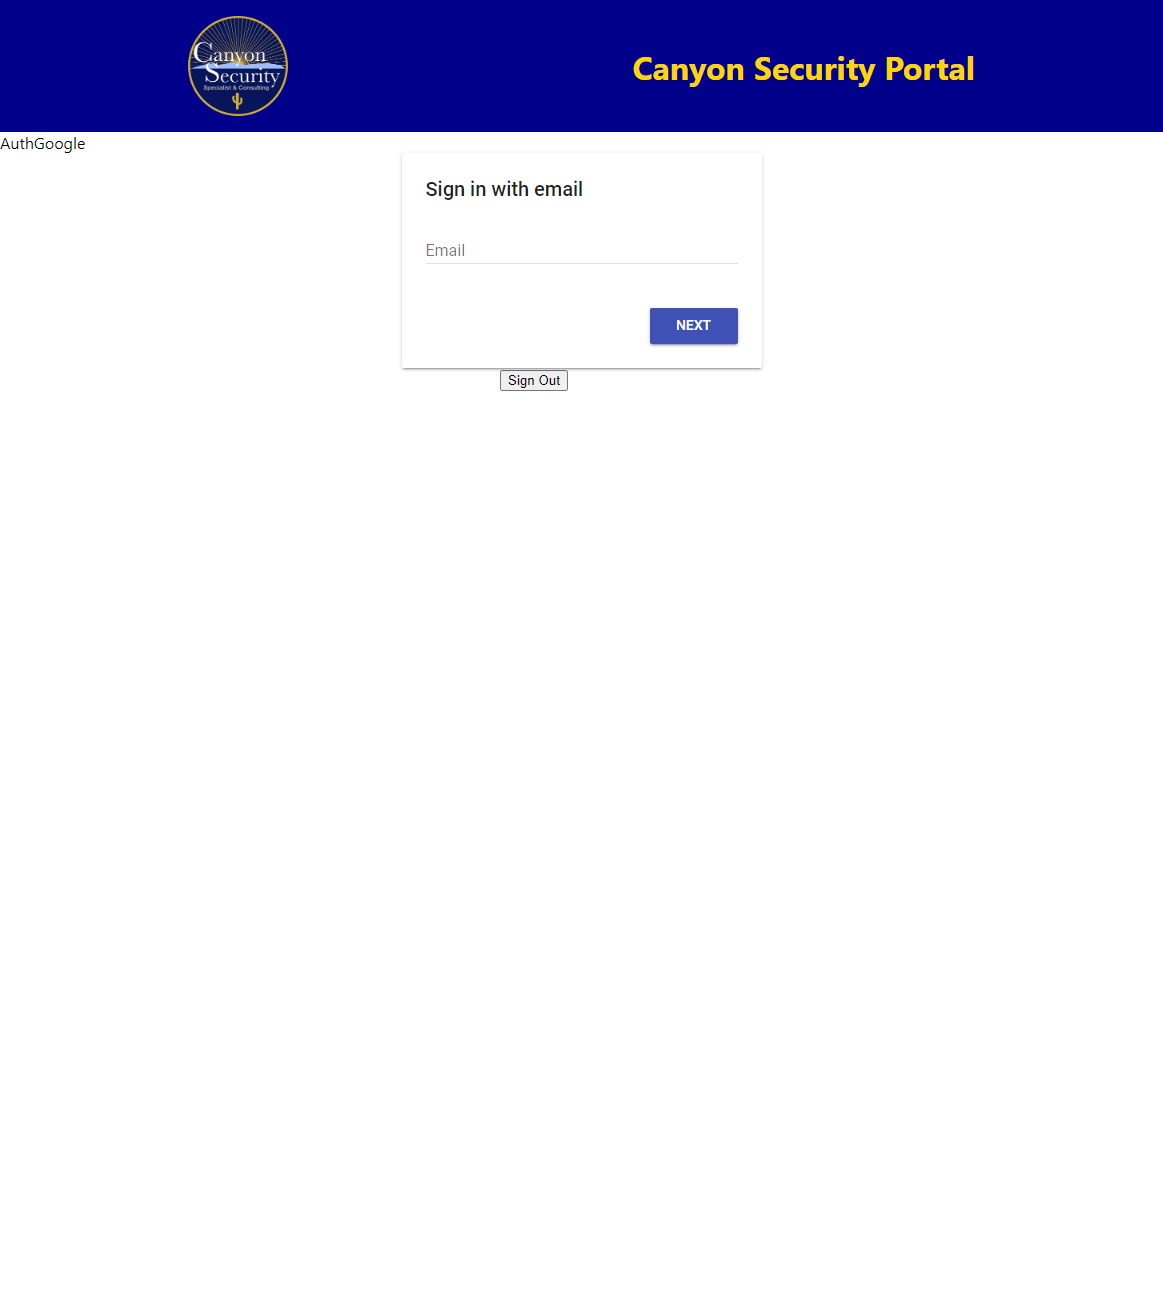 Canyon
Security
Specialist & Consulting
Canyon Security Portal
AuthGoogle
Sign in with email
Email
NEXT
Sign Out